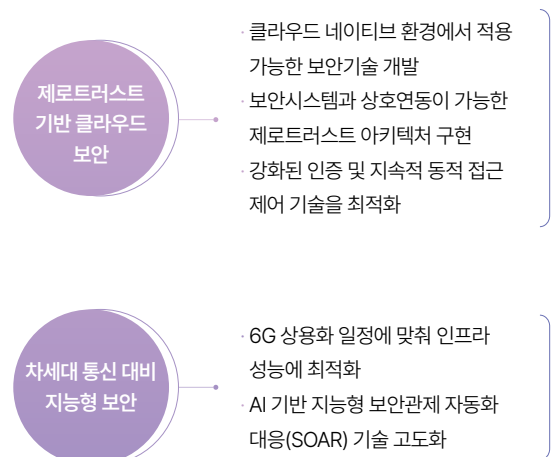 제로트러스트
기반 클라우드
보안
· 클라우드 네이티브 환경에서 적용
가능한 보안기술 개발
· 보안시스템과 상호연동이 가능한
제로트러스트 아키텍처 구현
· 강화된 인증 및 지속적 동적 접근
제어 기술을 최적화
차세대 통신 대비
지능형 보안
· 6G 상용화 일정에 맞춰 인프라
성능에 최적화
· AI 기반 지능형 보안관제 자동화
대응(SOAR) 기술 고도화